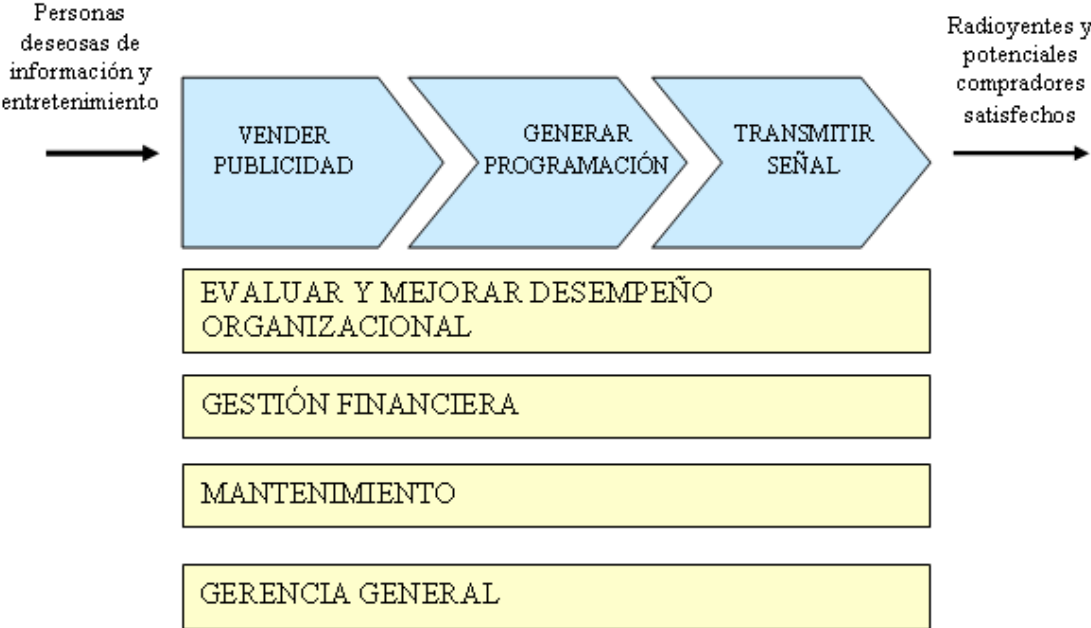 Personas
deseosas de
información y
entretenimiento
VENDER
PUBLICIDAD
GENERAR
PROGRAMACIÓN
TRANSMITIR
SEÑAL
Radioyentes y
potenciales
compradores
satisfechos
EVALUAR Y MEJORAR DESEMPEÑO
ORGANIZACIONAL
GESTIÓN FINANCIERA
MANTENIMIENTO
GERENCIA GENERAL